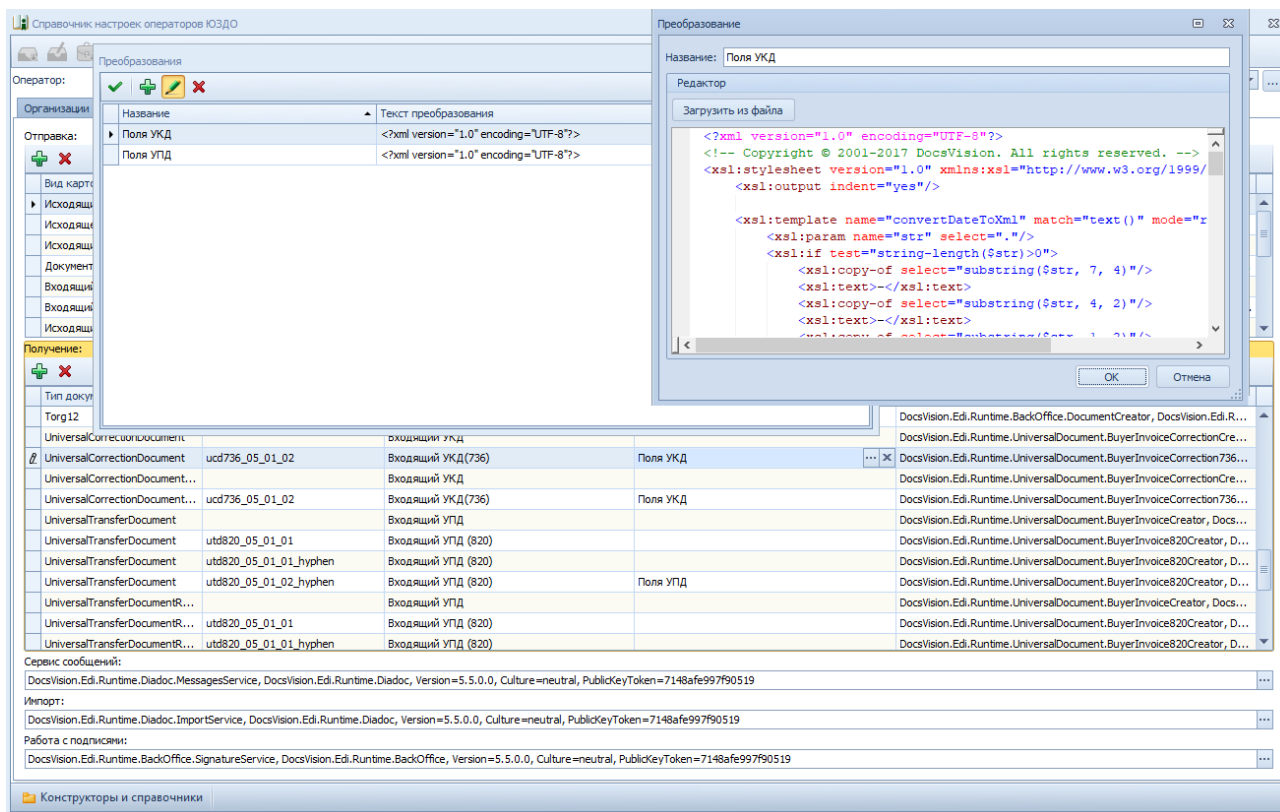 Справочник настроек операторов ЮЗДО
Оператор:
Организации
Отправка:
Вид карто
Исходящи
Исходяще
Исходящи
Документ
Входящий
Входящий
Исходящи
Преобразования
Название Текст преобразования
Поля УКД <?xml version="1.0" encoding="UTF-8"?>
Поля УПД <?xml version="1.0" encoding="UTF-8"?>
Преобразование
Название: Поля УКД
Редактор
Загрузить из файла
<?xml version="1.0" encoding="UTF-8"?>
<!-- Copyright © 2001-2017 DocsVision. All rights reserved. -->
<xsl:stylesheet version="1.0" xmlns:xsl="http://www.w3.org/1999/
<xsl:output indent="yes"/>
<xsl:template name="convertDateToXml" match="text()" mode="r
<xsl:param name="str" select="."/>
<xsl:if test="string-length($str)>0">
<xsl:copy-of select="substring($str, 7, 4)"/>
<xsl:text>-</xsl:text>
<xsl:copy-of select="substring($str, 4, 2)"/>
<xsl:text>-</xsl:text>
<xsl:copy-of select="substring($str, 1, 2)"/>
OK Отмена
Получение:
Тип докум
Torg12 DocsVision.Edi.Runtime.BackOffice.DocumentCreator, DocsVision.Edi.R...
UniversalCorrectionDocument Входящий УКД DocsVision.Edi.Runtime.UniversalDocument.BuyerInvoiceCorrectionCre...
UniversalCorrectionDocument ucd736_05_01_02 Входящий УКД(736) Поля УКД DocsVision.Edi.Runtime.UniversalDocument.BuyerInvoiceCorrection736...
UniversalCorrectionDocument... Входящий УКД DocsVision.Edi.Runtime.UniversalDocument.BuyerInvoiceCorrectionCre...
UniversalCorrectionDocument... ucd736_05_01_02 Входящий УКД(736) Поля УКД DocsVision.Edi.Runtime.UniversalDocument.BuyerInvoiceCorrection736...
UniversalTransferDocument Входящий УПД DocsVision.Edi.Runtime.UniversalDocument.BuyerInvoiceCreator, Docs...
UniversalTransferDocument utd820_05_01_01 Входящий УПД (820) DocsVision.Edi.Runtime.UniversalDocument.BuyerInvoice820Creator, D...
UniversalTransferDocument utd820_05_01_01_hyphen Входящий УПД (820) DocsVision.Edi.Runtime.UniversalDocument.BuyerInvoice820Creator, D...
UniversalTransferDocument utd820_05_01_02_hyphen Входящий УПД (820) Поля УПД DocsVision.Edi.Runtime.UniversalDocument.BuyerInvoice820Creator, D...
UniversalTransferDocumentR... Входящий УПД DocsVision.Edi.Runtime.UniversalDocument.BuyerInvoiceCreator, Docs...
UniversalTransferDocumentR... utd820_05_01_01 Входящий УПД (820) DocsVision.Edi.Runtime.UniversalDocument.BuyerInvoice820Creator, D...
UniversalTransferDocumentR... utd820_05_01_01_hyphen Входящий УПД (820) DocsVision.Edi.Runtime.UniversalDocument.BuyerInvoice820Creator, D...
Сервис сообщений:
DocsVision.Edi.Runtime.Diadoc.MessagesService, DocsVision.Edi.Runtime.Diadoc, Version=5.5.0.0, Culture=neutral, PublicKeyToken=7148afe997f90519
Импорт:
DocsVision.Edi.Runtime.Diadoc.ImportService, DocsVision.Edi.Runtime.Diadoc, Version=5.5.0.0, Culture=neutral, PublicKeyToken=7148afe997f90519
Работа с подписями:
DocsVision.Edi.Runtime.BackOffice.SignatureService, DocsVision.Edi.Runtime.BackOffice, Version=5.5.0.0, Culture=neutral, PublicKeyToken=7148afe997f90519
Конструкторы и справочники